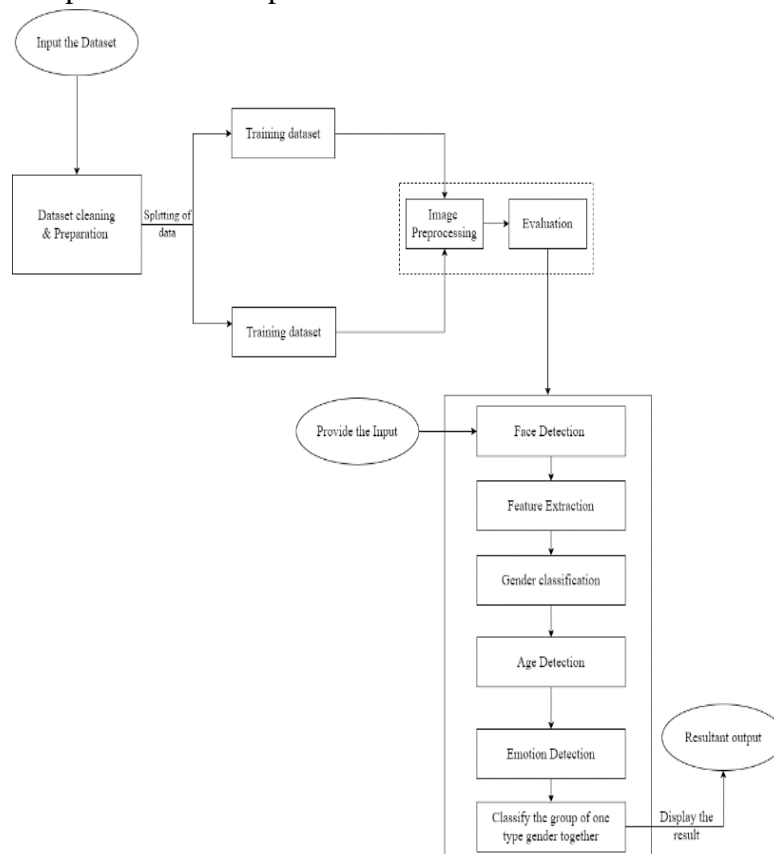 Input the Dataset
Training dataset
Dataset cleaning
& Preparation
Splitting of
data
Image
Preprocessing
Evaluation
Training dataset
Provide the Input
Face Detection
Feature Extraction
Gender classification
Age Detection
Emotion Detection
Resultant output
Classify the group of one
type gender together
Display the
result